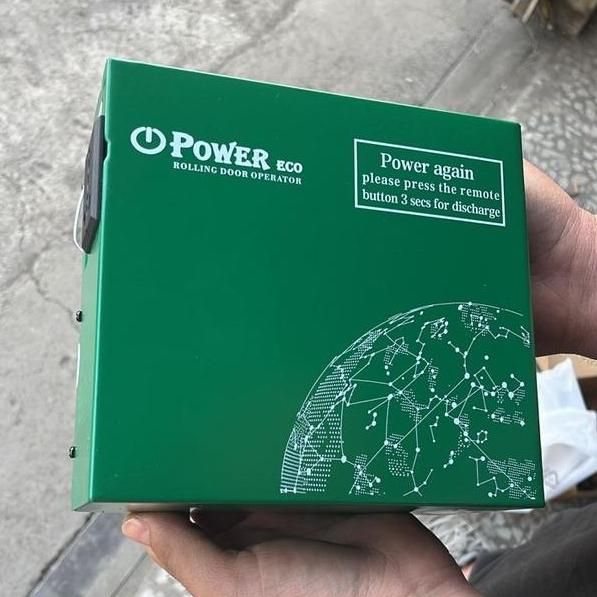 POWER ECO
ROLLING DOOR OPERATOR
Power again
please press the remote
button 3 secs for discharge